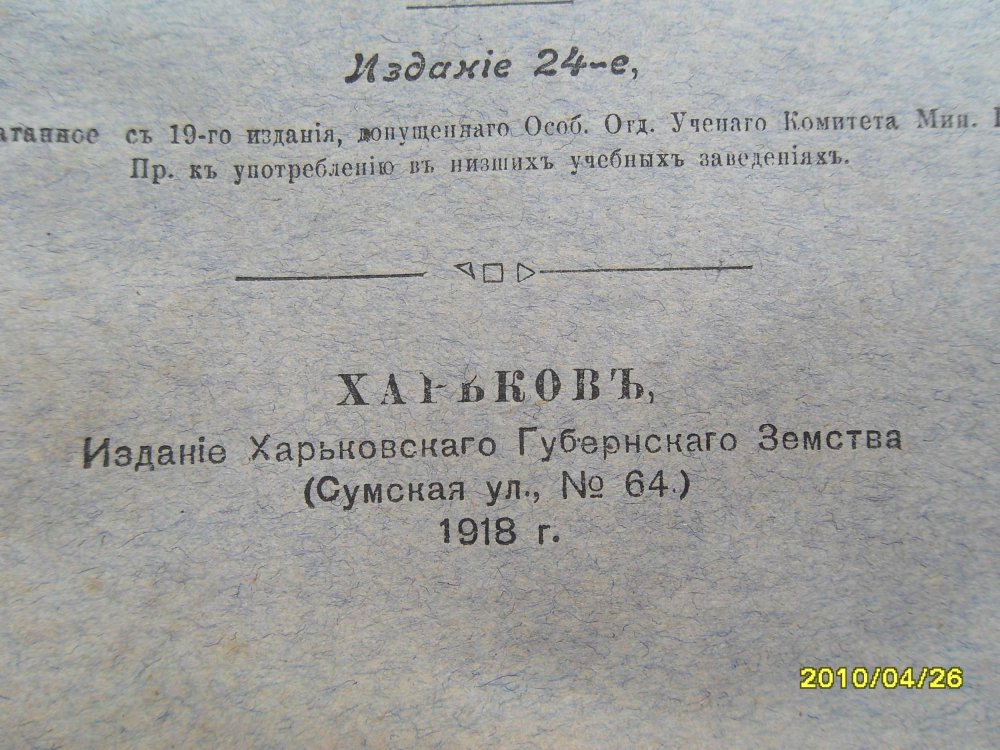 Изданіе 24-е,
съ 19-го изданія, допущеннаго Особ. Отд. Ученаго Комитета Мин.
Пр. къ употребленію въ низшихъ учебныхъ заведеніяхъ.
ХАРЬКОВЪ,
Изданіе Харьковскаго Губернскаго Земства
(Сумская ул., № 64.)
1918 г.
2010/04/26